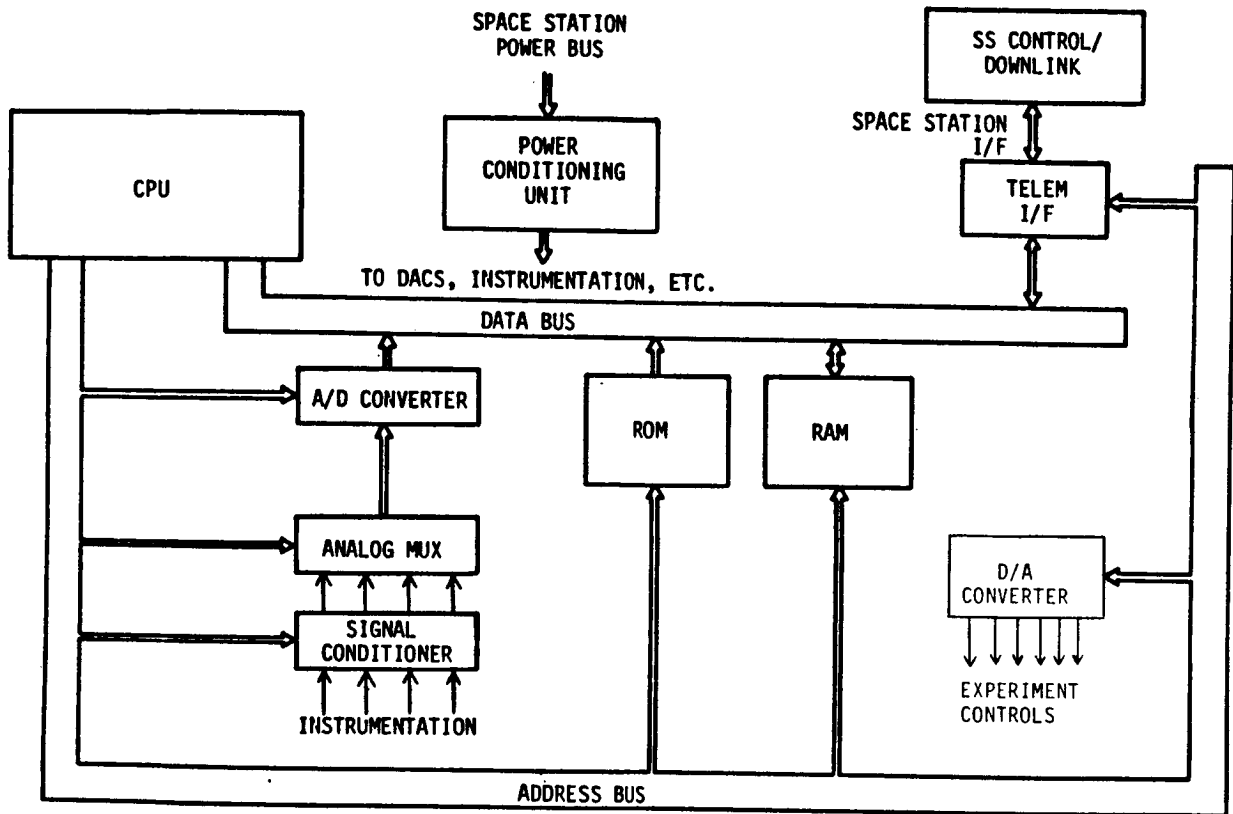 SPACE STATION
POWER BUS
SS CONTROL/
DOWNLINK
CPU
POWER
CONDITIONING
UNIT
SPACE STATION
I/F
TELEM
I/F
TO DACS, INSTRUMENTATION, ETC.
DATA BUS
A/D CONVERTER
ROM
RAM
ANALOG MUX
D/A
CONVERTER
SIGNAL
CONDITIONER
EXPERIMENT
CONTROLS
INSTRUMENTATION
ADDRESS BUS